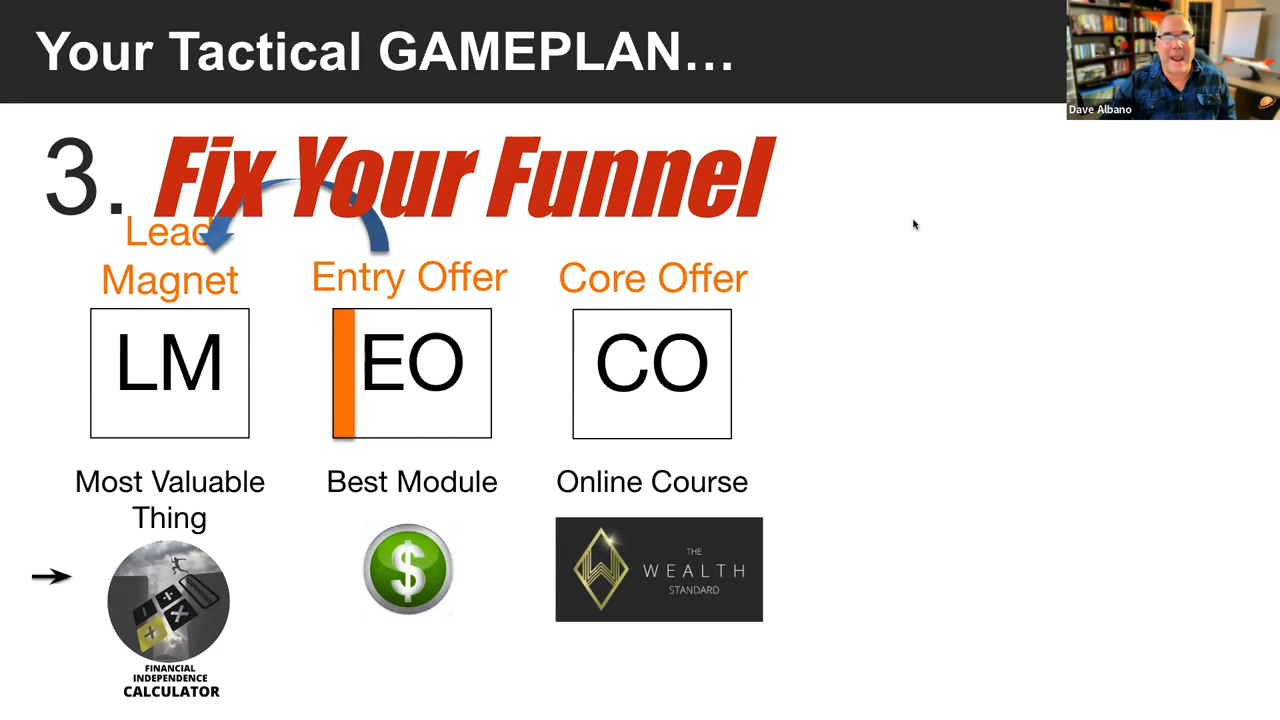 Your Tactical GAMEPLAN…
Dave Albano
3. Fix Your Funnel
Lead
Magnet
Entry Offer
Core Offer
LM
EO
CO
Most Valuable
Thing
Best Module
Online Course
$
THE
WEALTH
STANDARD
FINANCIAL
INDEPENDENCE
CALCULATOR